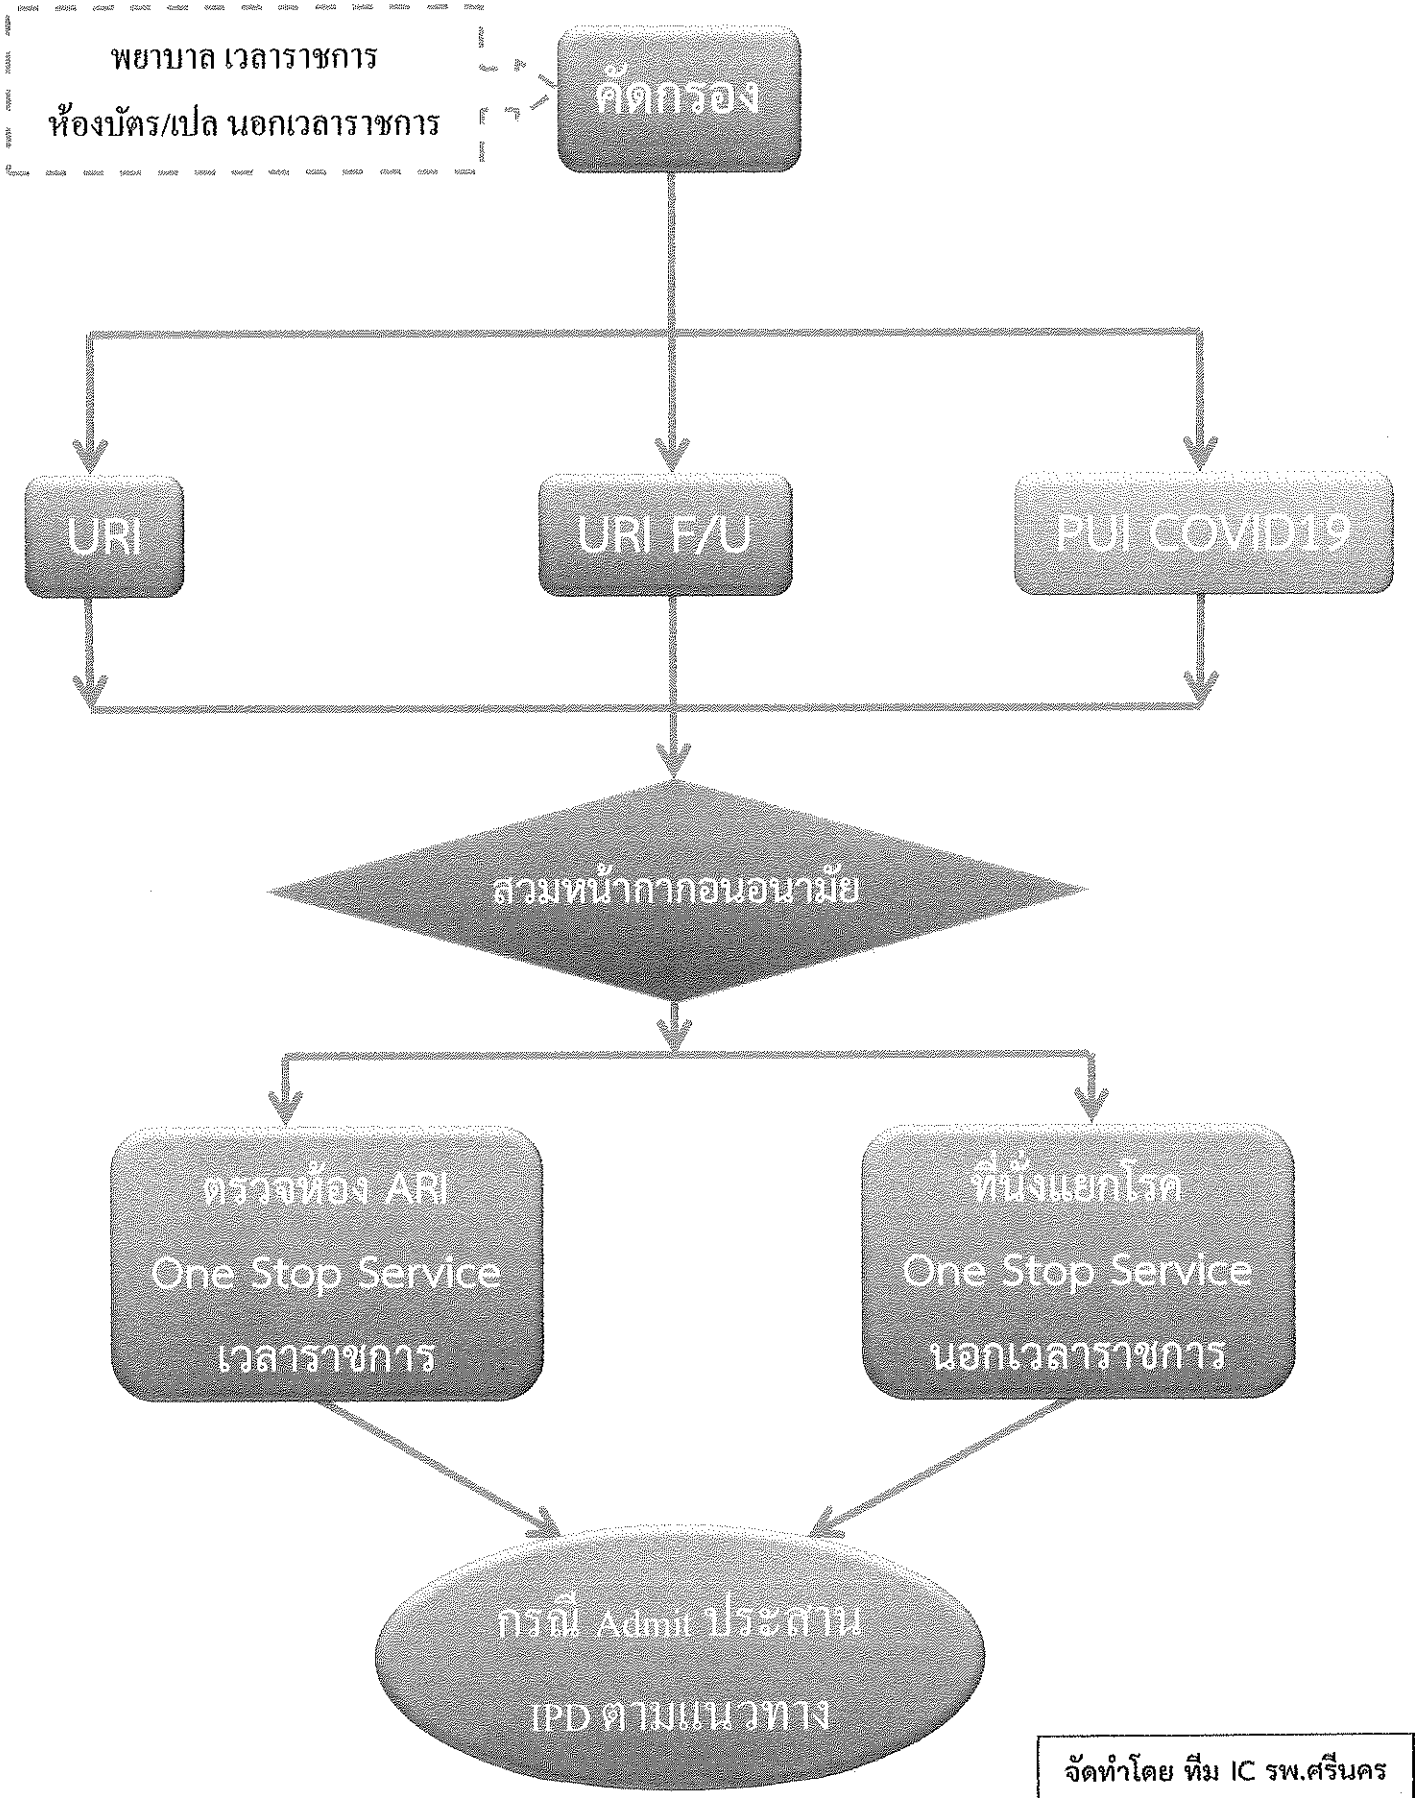 พยาบาล เวลาราชการ
ห้องบัตร/เปล นอกเวลาราชการ
คัดกรอง
URI
URI F/U
PUI COVID19
สวมหน้ากากอนอนามัย
ตรวจห้อง ARI
One Stop Service
เวลาราชการ
ที่นั่งแยกโรค
One Stop Service
นอกเวลาราชการ
กรณี Admit ประสาน
IPD ตามแนวทาง
จัดทำโดย ทีม IC รพ.ศรีนคร